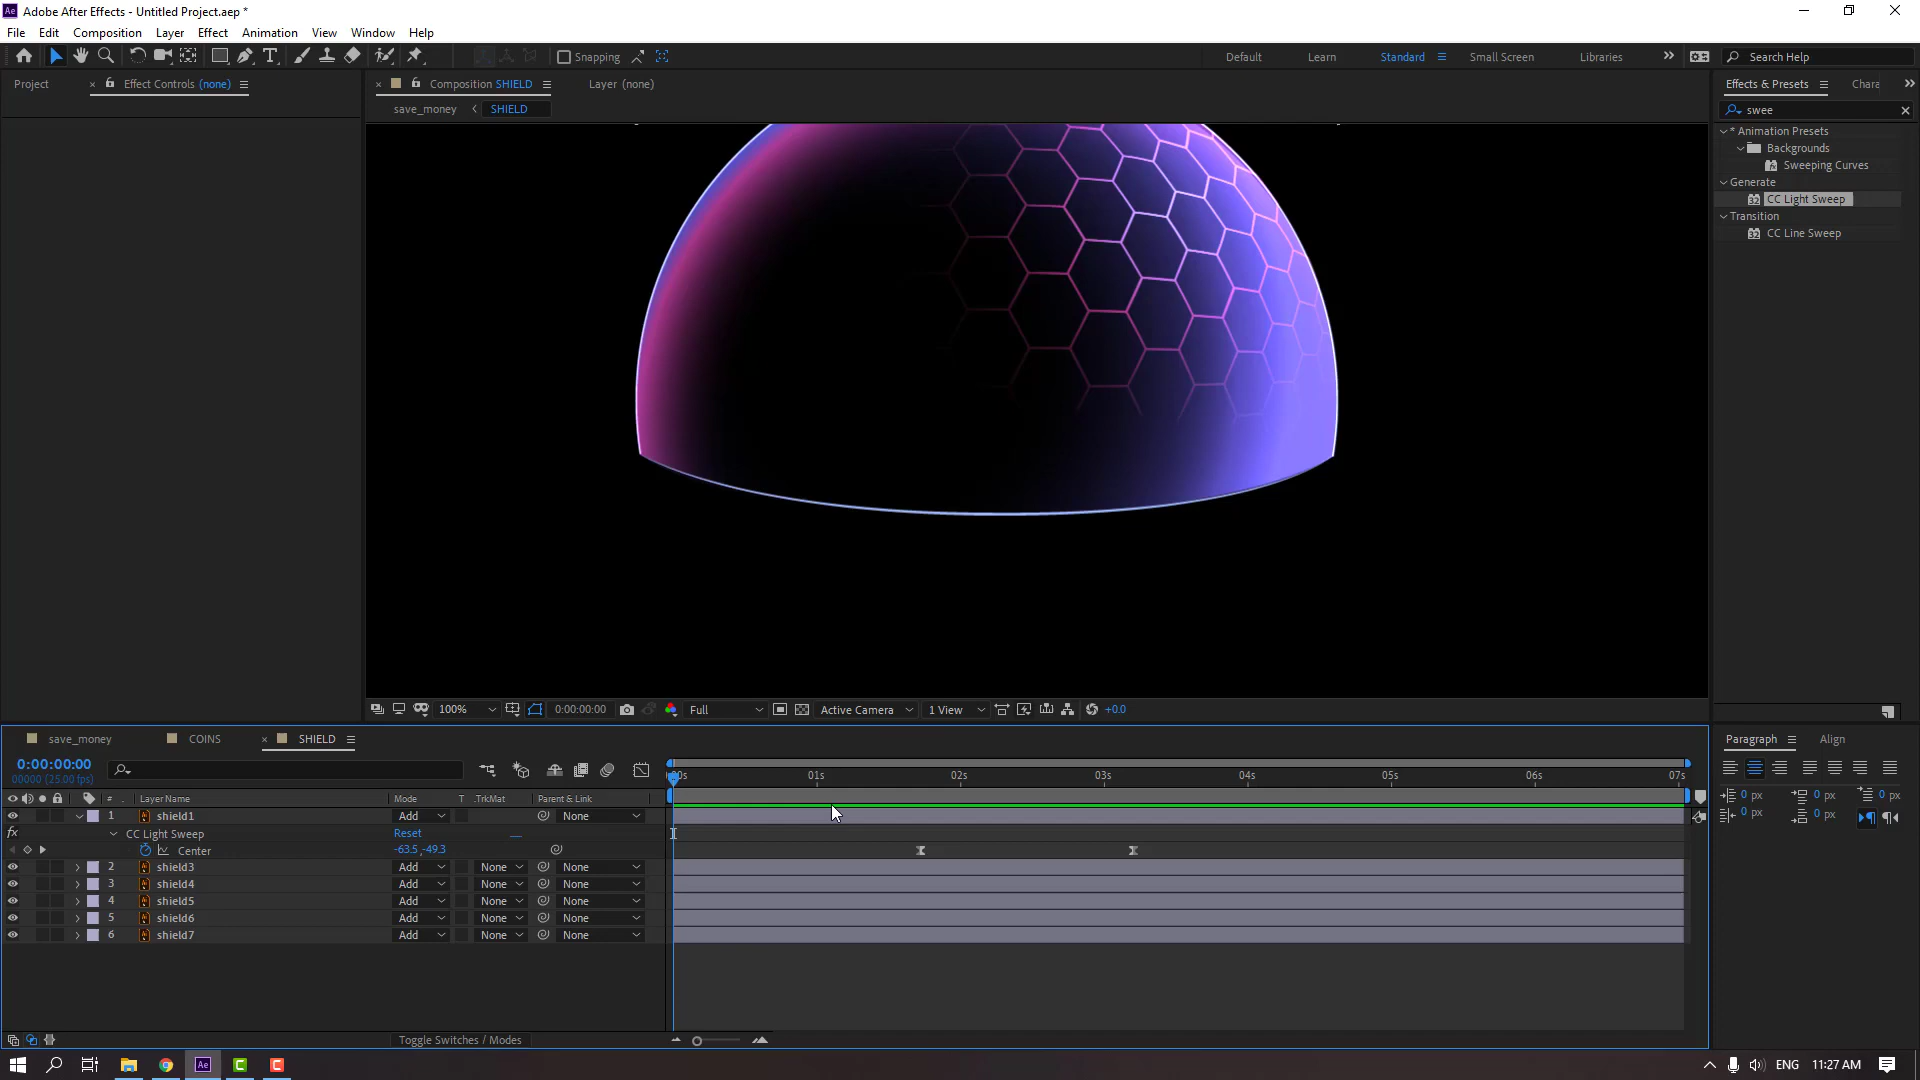 Ae Adobe After Effects - Untitled Project.aep *
File Edit Composition Layer Effect Animation View Window Help
Snapping Default Learn Standard Small Screen Libraries Search Help
Project Effect Controls (none) Composition SHIELD Layer (none) Effects & Presets
save_money SHIELD
swee
* Animation Presets
Backgrounds
Sweeping Curves
Generate
CC Light Sweep
Transition
CC Line Sweep
100% 0:00:00:00 Full Active Camera 1 View +0.0
save_money COINS SHIELD
Paragraph Align
0:00:00:00
00000 (25.00 fps)
01s 02s 03s 04s 05s 06s 07s
0 px 0 px 0 px
0 px 0 px
# Layer Name Mode T .TrkMat Parent & Link
1 shield1 Add None
fx CC Light Sweep Reset
Center -63.5,-49.3
2 shield3 Add None None
3 shield4 Add None None
4 shield5 Add None None
5 shield6 Add None None
6 shield7 Add None None
Toggle Switches / Modes
Ae ENG 11:27 AM